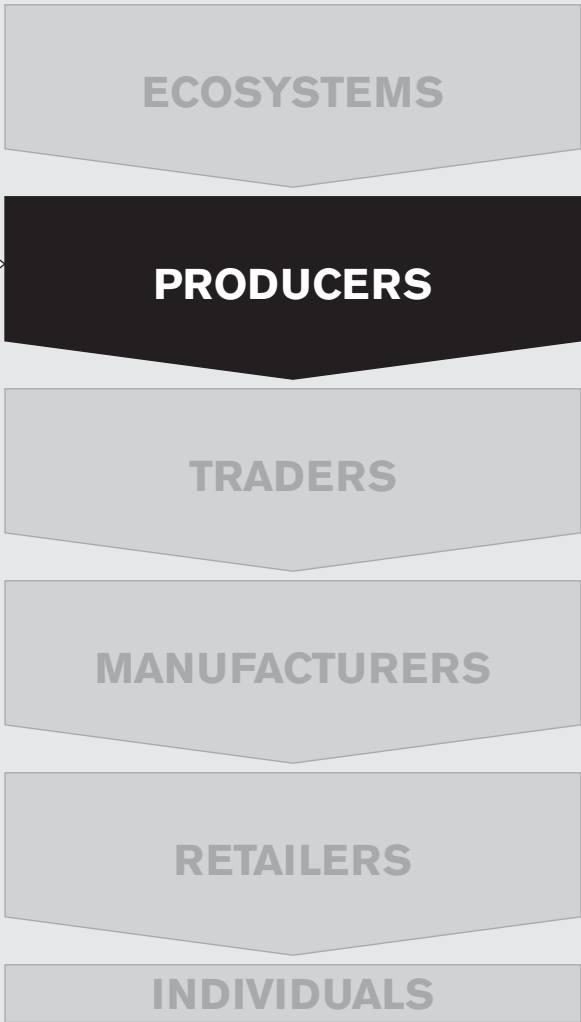 ECOSYSTEMS
PRODUCERS
TRADERS
MANUFACTURERS
RETAILERS
INDIVIDUALS